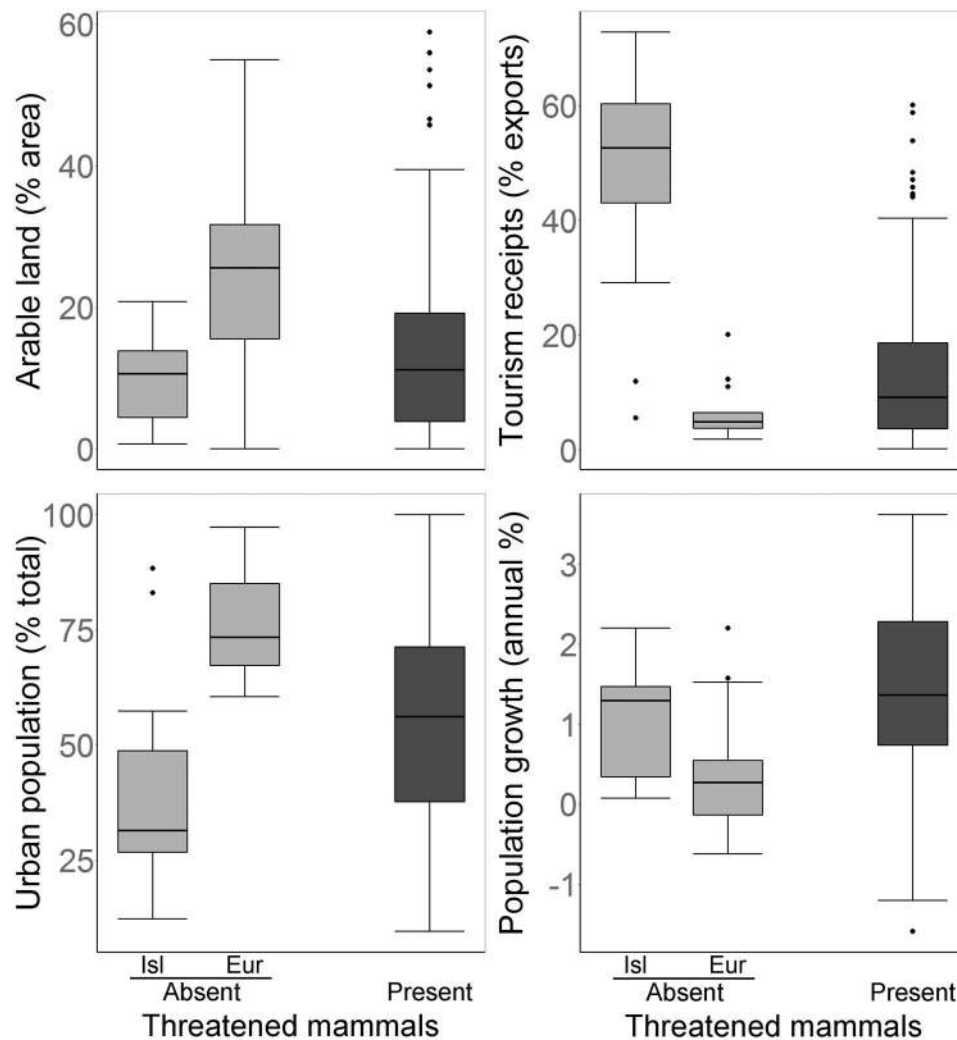 Arable land (% area)
60
40
20
0
Tourism receipts (% exports)
60
40
20
0
Urban population (% total)
100
75
50
25
Population growth (annual %)
3
2
1
0
-1
Isl Eur
Absent Present
Threatened mammals
Isl Eur
Absent Present
Threatened mammals